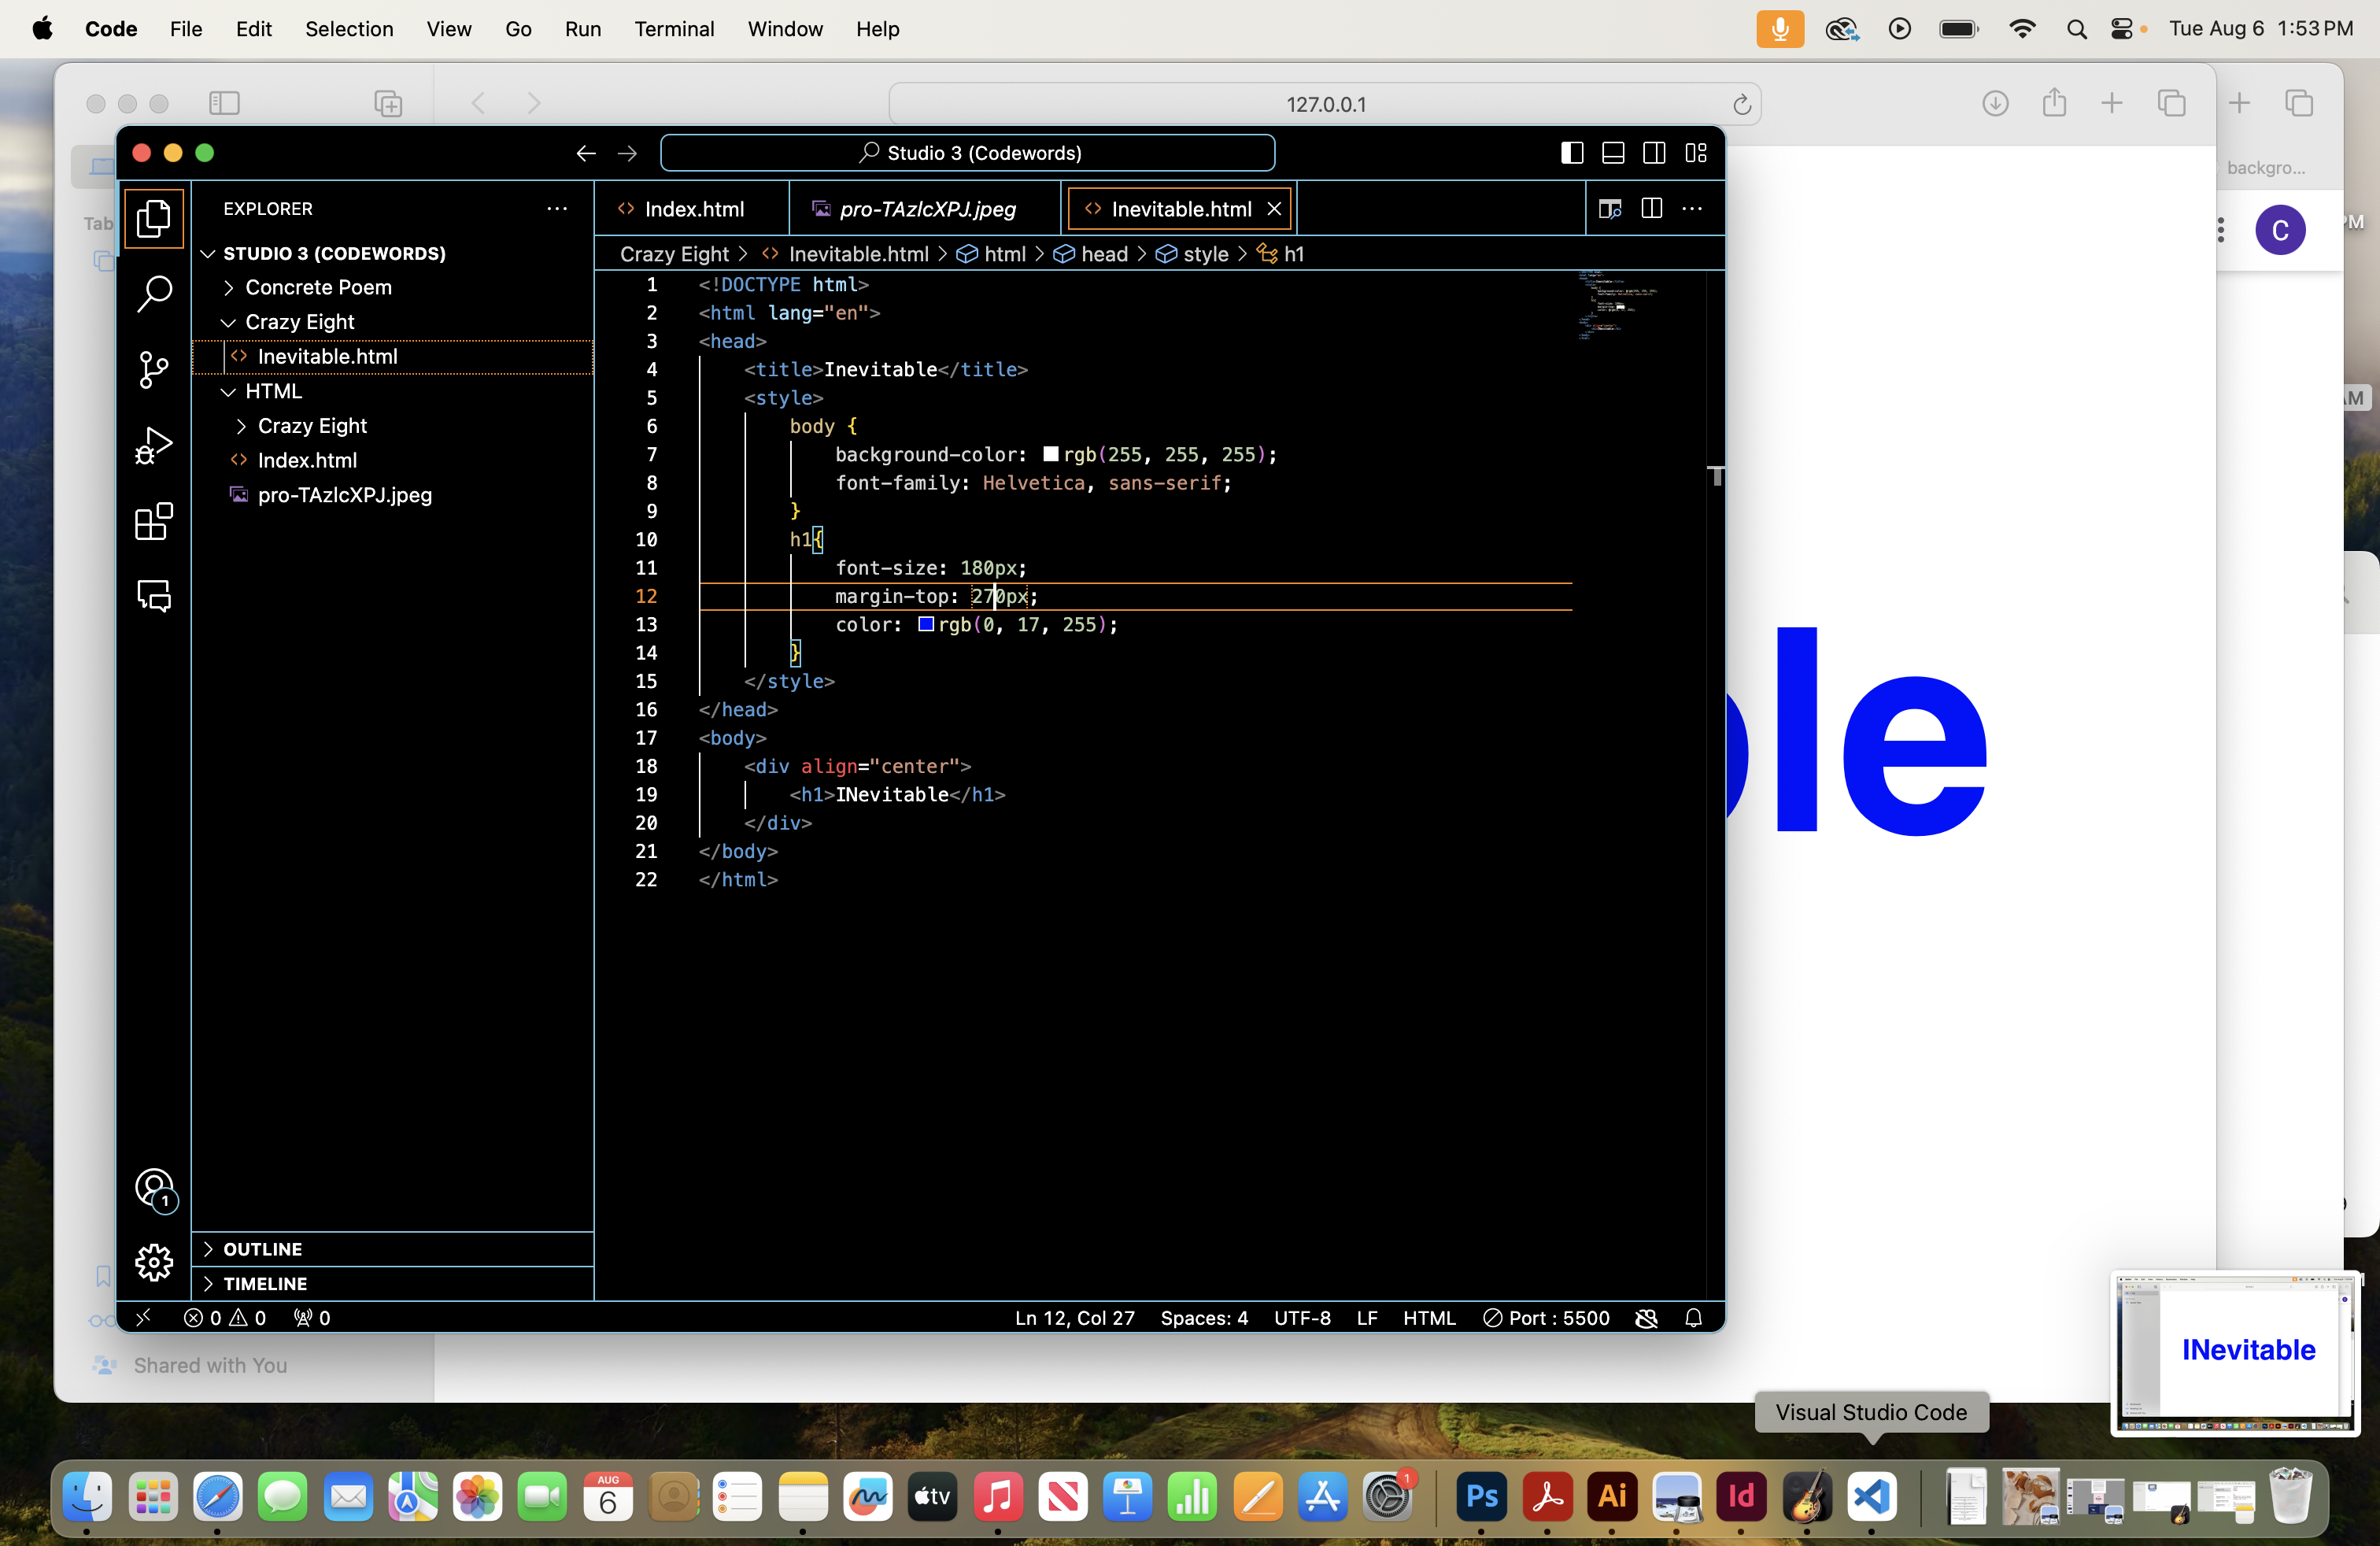 Code File Edit Selection View Go Run Terminal Window Help
Tue Aug 6 1:53 PM
127.0.0.1
backgro...
Tab
C
PM
AM
Studio 3 (Codewords)
EXPLORER
Index.html
pro-TAzlcXPJ.jpeg
Inevitable.html
STUDIO 3 (CODEWORDS)
Concrete Poem
Crazy Eight
Inevitable.html
HTML
Crazy Eight
Index.html
pro-TAzlcXPJ.jpeg
Crazy Eight > Inevitable.html > html > head > style > h1
1 <!DOCTYPE html>
2 <html lang="en">
3 <head>
4 <title>Inevitable</title>
5 <style>
6 body {
7 background-color: rgb(255, 255, 255);
8 font-family: Helvetica, sans-serif;
9 }
10 h1{
11 font-size: 180px;
12 margin-top: 270px;
13 color: rgb(0, 17, 255);
14 }
15 </style>
16 </head>
17 <body>
18 <div align="center">
19 <h1>INevitable</h1>
20 </div>
21 </body>
22 </html>
le
1
OUTLINE
TIMELINE
0 0 0
Ln 12, Col 27 Spaces: 4 UTF-8 LF HTML Port : 5500
Shared with You
INevitable
Visual Studio Code
AUG
6
tv
1
Ps
Ai
Id